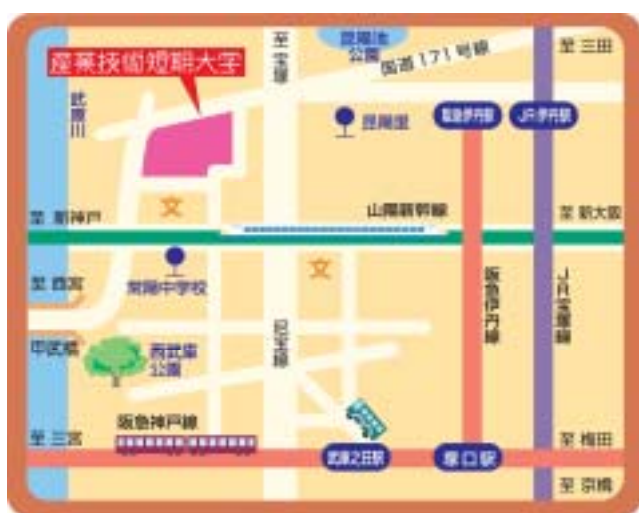 至 宝塚
昆陽池
公園
国道171号線
至 三田
産業技術短期大学
武庫川
昆陽里
阪急伊丹駅
JR伊丹駅
文
至 新神戸
山陽新幹線
至 新大阪
文
至 西宮
常陽中学校
阪急伊丹線
JR宝塚線
尼宝線
甲武橋
西武庫
公園
阪急神戸線
至 三宮
武庫之荘駅
塚口駅
至 梅田
至 京橋